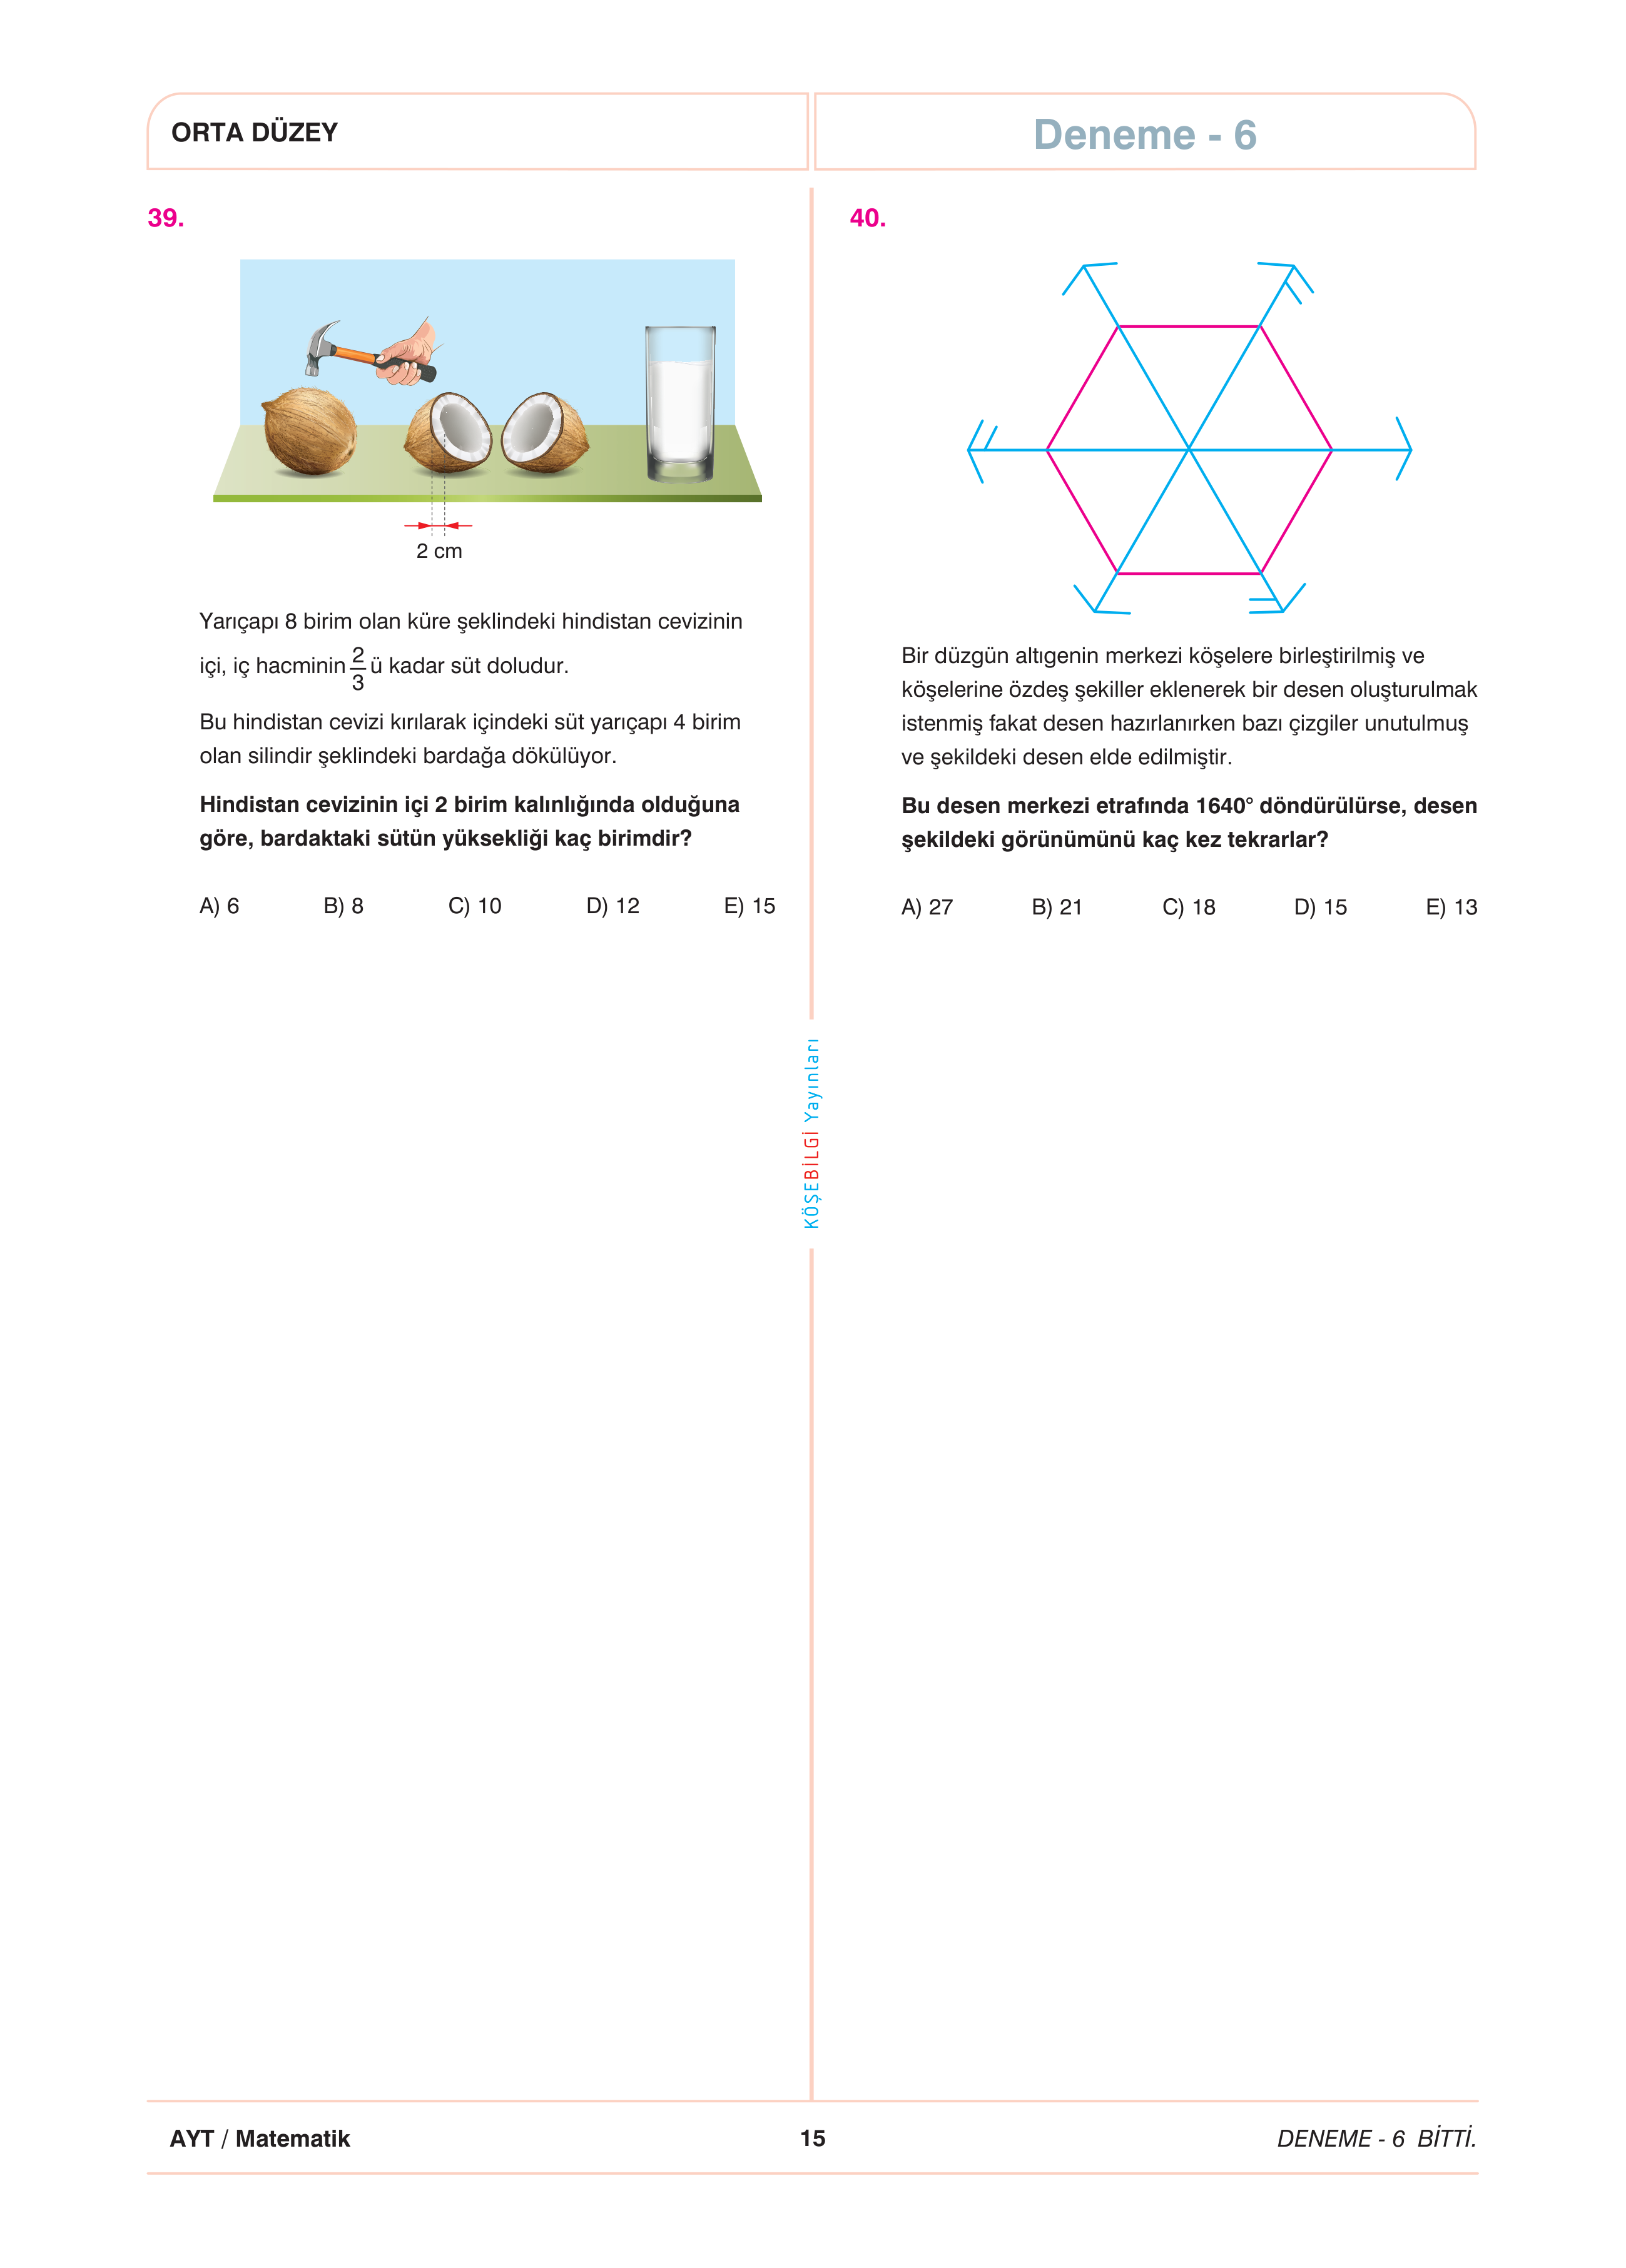 ORTA DÜZEY
Deneme - 6
39.
2 cm
Yarıçapı 8 birim olan küre şeklindeki hindistan cevizinin
içi, iç hacminin 2/3 ü kadar süt doludur.
Bu hindistan cevizi kırılarak içindeki süt yarıçapı 4 birim
olan silindir şeklindeki bardağa dökülüyor.
Hindistan cevizinin içi 2 birim kalınlığında olduğuna
göre, bardaktaki sütün yüksekliği kaç birimdir?
A) 6 B) 8 C) 10 D) 12 E) 15
40.
Bir düzgün altıgenin merkezi köşelere birleştirilmiş ve
köşelerine özdeş şekiller eklenerek bir desen oluşturulmak
istenmiş fakat desen hazırlanırken bazı çizgiler unutulmuş
ve şekildeki desen elde edilmiştir.
Bu desen merkezi etrafında 1640° döndürülürse, desen
şekildeki görünümünü kaç kez tekrarlar?
A) 27 B) 21 C) 18 D) 15 E) 13
KÖŞEBİLGİ Yayınları
AYT / Matematik
15
DENEME - 6 BİTTİ.